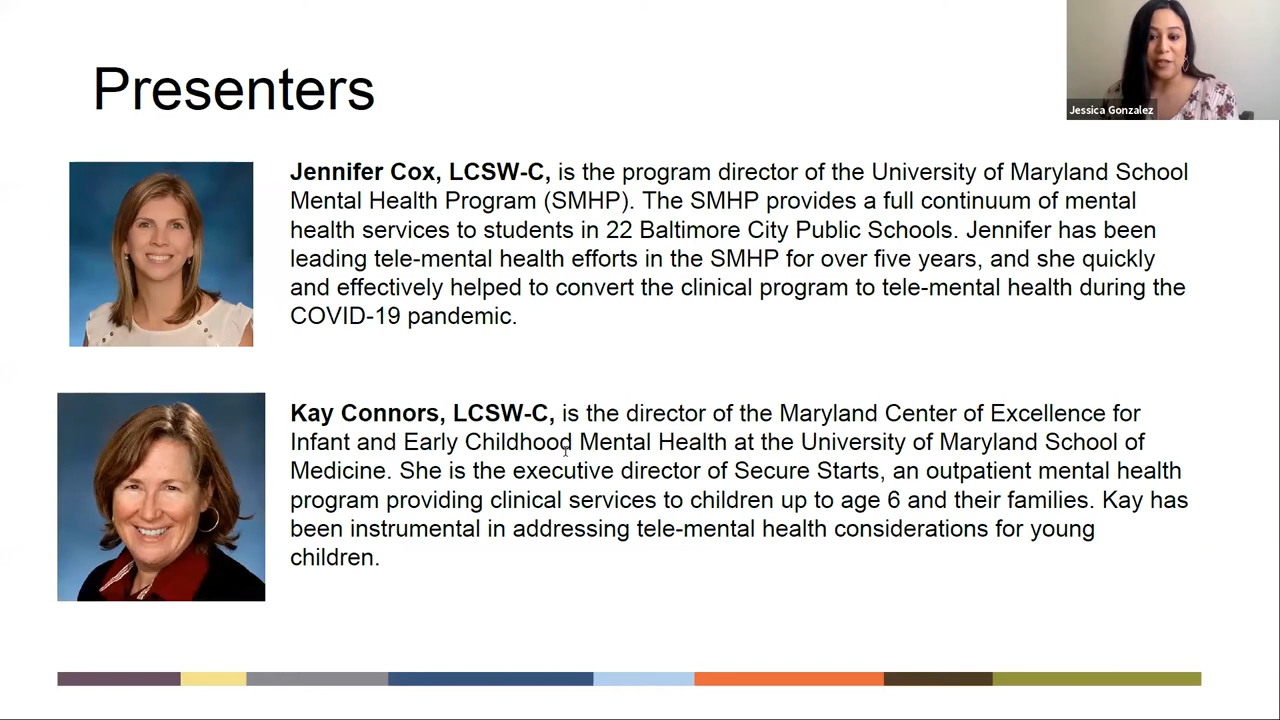 Presenters
Jessica Gonzalez
Jennifer Cox, LCSW-C, is the program director of the University of Maryland School
Mental Health Program (SMHP). The SMHP provides a full continuum of mental
health services to students in 22 Baltimore City Public Schools. Jennifer has been
leading tele-mental health efforts in the SMHP for over five years, and she quickly
and effectively helped to convert the clinical program to tele-mental health during the
COVID-19 pandemic.
Kay Connors, LCSW-C, is the director of the Maryland Center of Excellence for
Infant and Early Childhood Mental Health at the University of Maryland School of
Medicine. She is the executive director of Secure Starts, an outpatient mental health
program providing clinical services to children up to age 6 and their families. Kay has
been instrumental in addressing tele-mental health considerations for young
children.